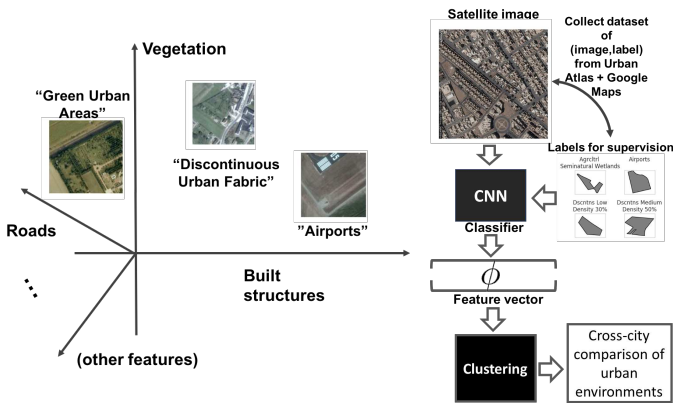 Vegetation
"Green Urban
Areas"
"Discontinuous
Urban Fabric"
"Airports"
Roads
Built
structures
(other features)
Satellite image
Collect dataset
of
(image,label)
from Urban
Atlas + Google
Maps
Labels for supervision
Agrcltrl
Seminatural Wetlands
Airports
Dscntns Low
Density 30%
Dscntns Medium
Density 50%
CNN
Classifier
ϕ
Feature vector
Clustering
Cross-city
comparison of
urban
environments